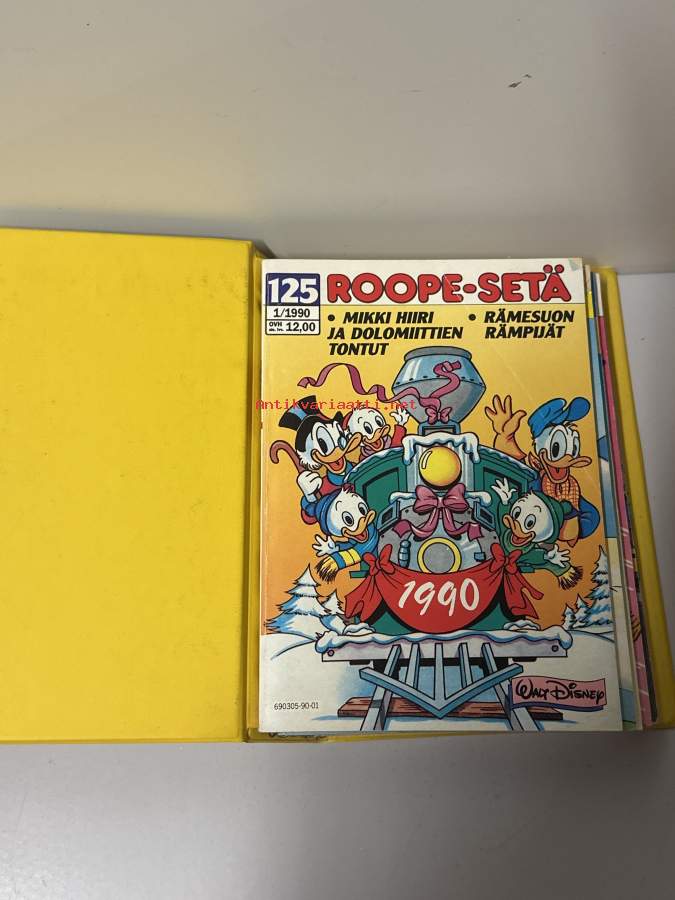 125 ROOPE-SETÄ
1/1990
OVH
12,00
• MIKKI HIIRI
JA DOLOMIITTIEN
TONTUT
• RÄMESUON
RÄMPIJÄT
Antikvariaatti.net
1990
WALT DISNEY
690305-90-01